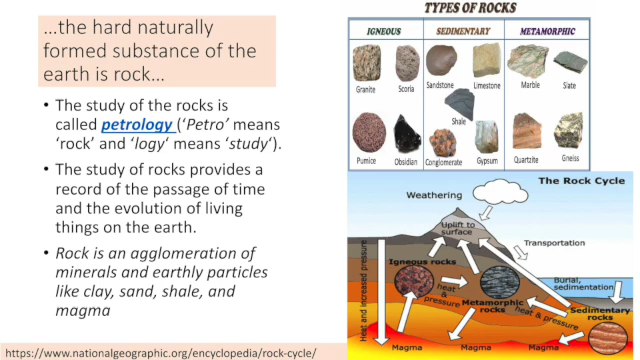 ...the hard naturally
formed substance of the
earth is rock...
• The study of the rocks is
called petrology (‘Petro’ means
‘rock’ and ‘logy‘ means ‘study‘).
• The study of rocks provides a
record of the passage of time
and the evolution of living
things on the earth.
• Rock is an agglomeration of
minerals and earthly particles
like clay, sand, shale, and
magma
https://www.nationalgeographic.org/encyclopedia/rock-cycle/
TYPES OF ROCKS
IGNEOUS
SEDIMENTARY
METAMORPHIC
Granite
Scoria
Sandstone
Limestone
Marble
Slate
Shale
Pumice
Obsidian
Conglomerate
Gypsum
Quartzite
Gneiss
The Rock Cycle
Weathering
Uplift to
surface
Transportation
Heat and increased pressure
Igneous rocks
heat
& pressure
Metamorphic
rocks
heat & pressure
Burial,
sedimentation
Sedimentary
rocks
Magma
Magma
Magma